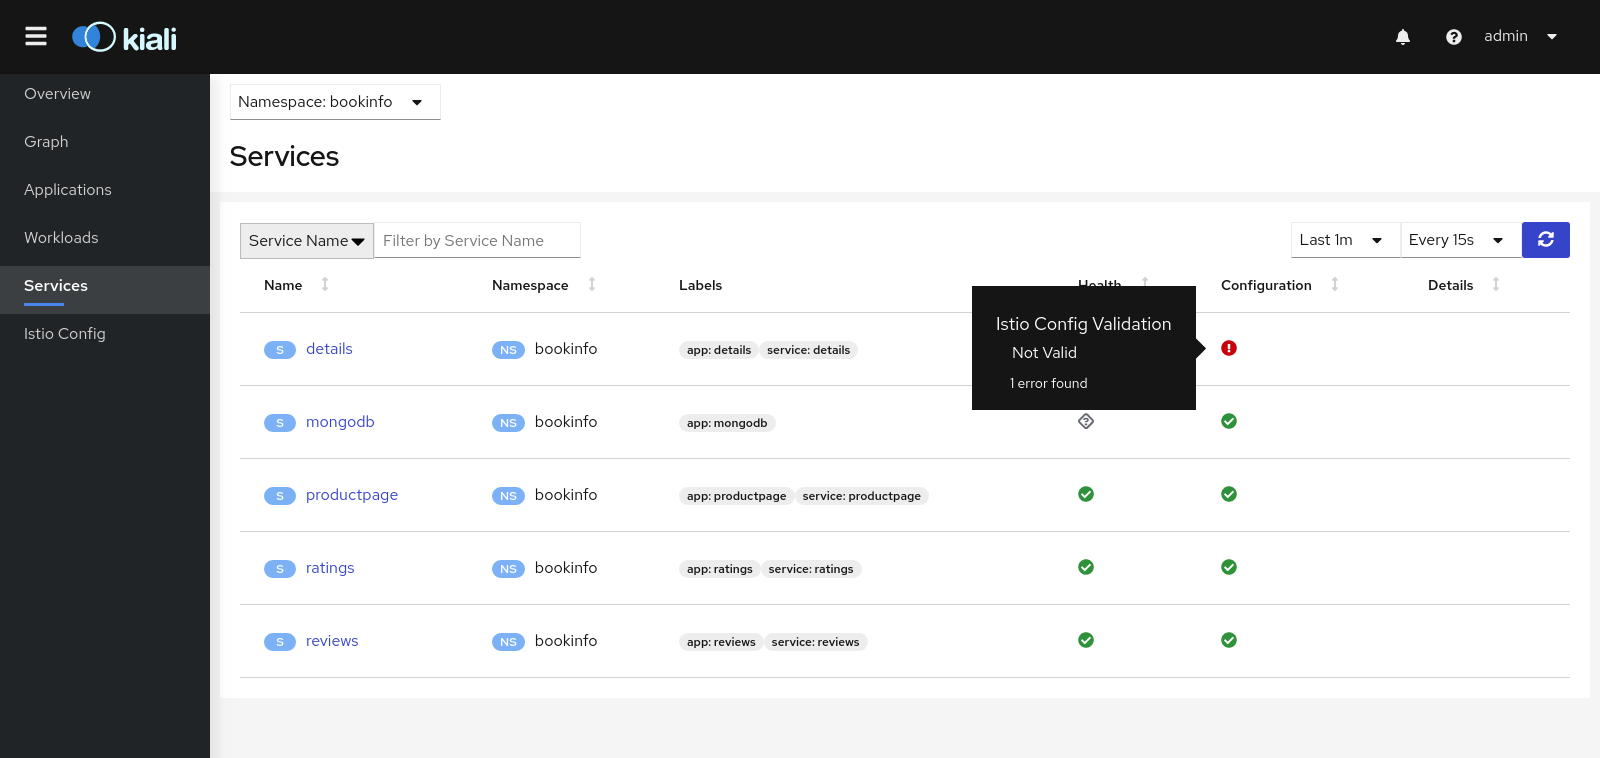 kiali
admin
Overview
Graph
Applications
Workloads
Services
Istio Config
Namespace: bookinfo
Services
Service Name Filter by Service Name Last 1m Every 15s
Name Namespace Labels Health Configuration Details
S details NS bookinfo app: details service: details
Istio Config Validation
Not Valid
1 error found
S mongodb NS bookinfo app: mongodb
S productpage NS bookinfo app: productpage service: productpage
S ratings NS bookinfo app: ratings service: ratings
S reviews NS bookinfo app: reviews service: reviews